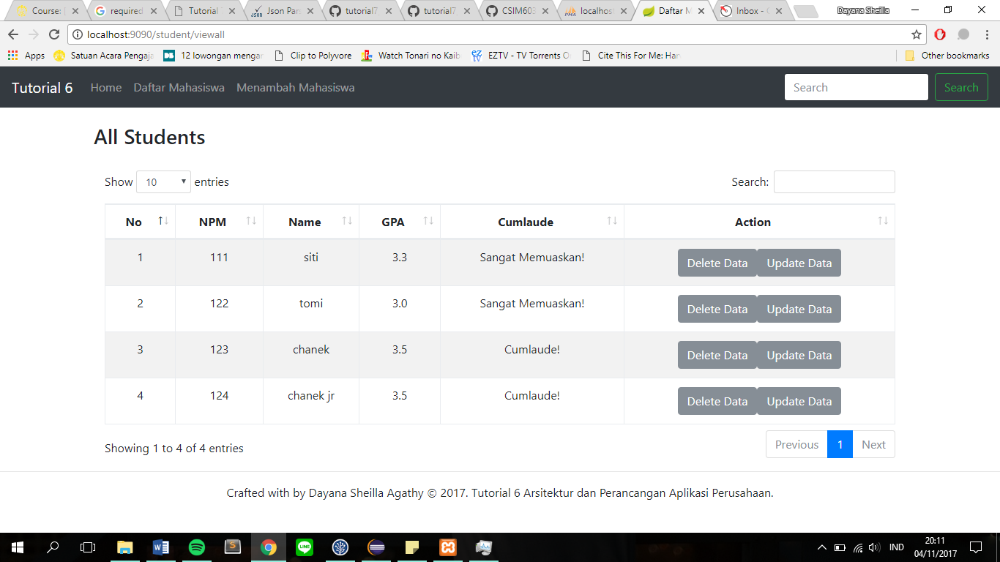 Course: required Tutorial Json Par tutorial7 tutorial7 CSIM603 localhos Daftar M Inbox - Dayana Sheilla
localhost:9090/student/viewall
Apps Satuan Acara Pengaja 12 lowongan mengan Clip to Polyvore Watch Tonari no Kaib EZTV - TV Torrents O Cite This For Me: Har Other bookmarks
Tutorial 6 Home Daftar Mahasiswa Menambah Mahasiswa Search Search
All Students
Show 10 entries Search:
No NPM Name GPA Cumlaude Action
1 111 siti 3.3 Sangat Memuaskan! Delete Data Update Data
2 122 tomi 3.0 Sangat Memuaskan! Delete Data Update Data
3 123 chanek 3.5 Cumlaude! Delete Data Update Data
4 124 chanek jr 3.5 Cumlaude! Delete Data Update Data
Showing 1 to 4 of 4 entries Previous 1 Next
Crafted with by Dayana Sheilla Agathy © 2017. Tutorial 6 Arsitektur dan Perancangan Aplikasi Perusahaan.
IND 20:11
04/11/2017